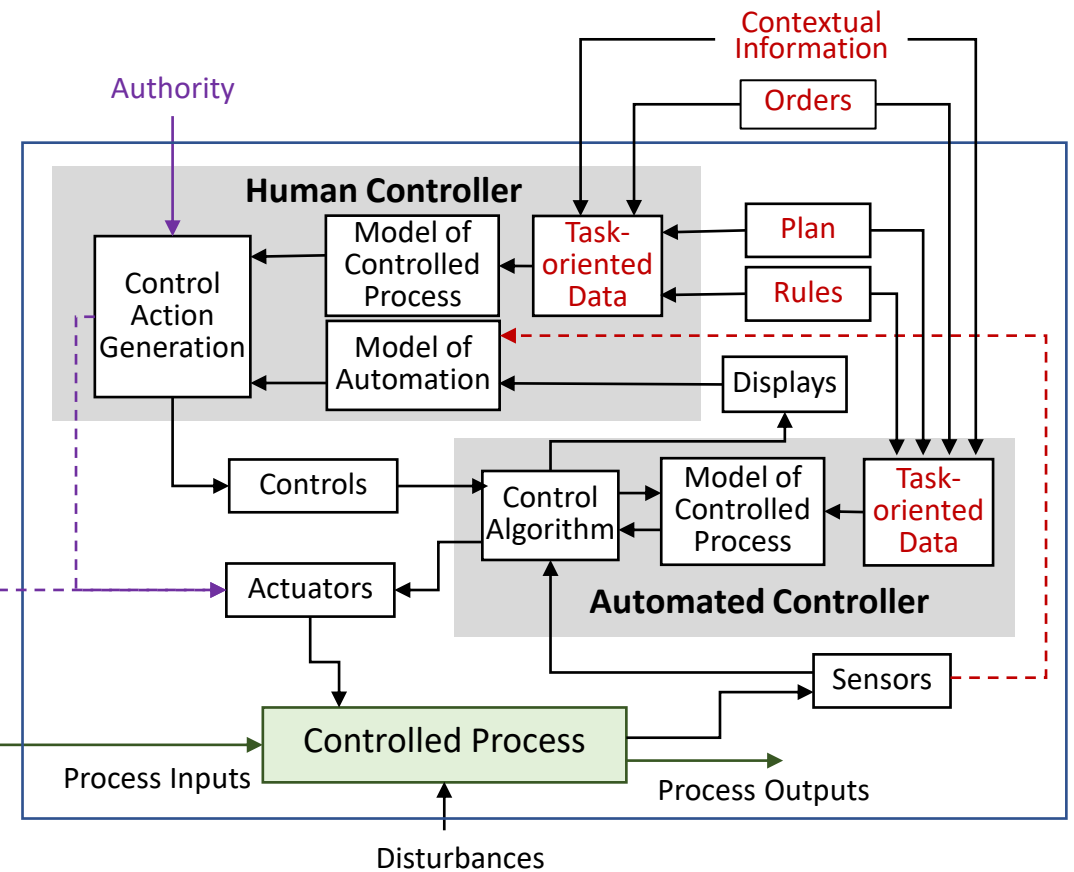 Contextual
Information
Authority
Orders
Human Controller
Control
Action
Generation
Model of
Controlled
Process
Task-
oriented
Data
Plan
Rules
Model of
Automation
Displays
Controls
Control
Algorithm
Model of
Controlled
Process
Task-
oriented
Data
Actuators
Automated Controller
Sensors
Controlled Process
Process Inputs
Process Outputs
Disturbances